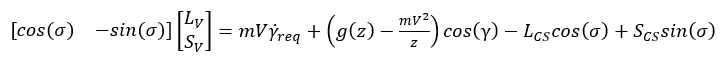 [cos(σ) −sin(σ)] [L_V S_V] = mVγ̇_req + (g(z) − mV²/z) cos(γ) − L_CS cos(σ) + S_CS sin(σ)